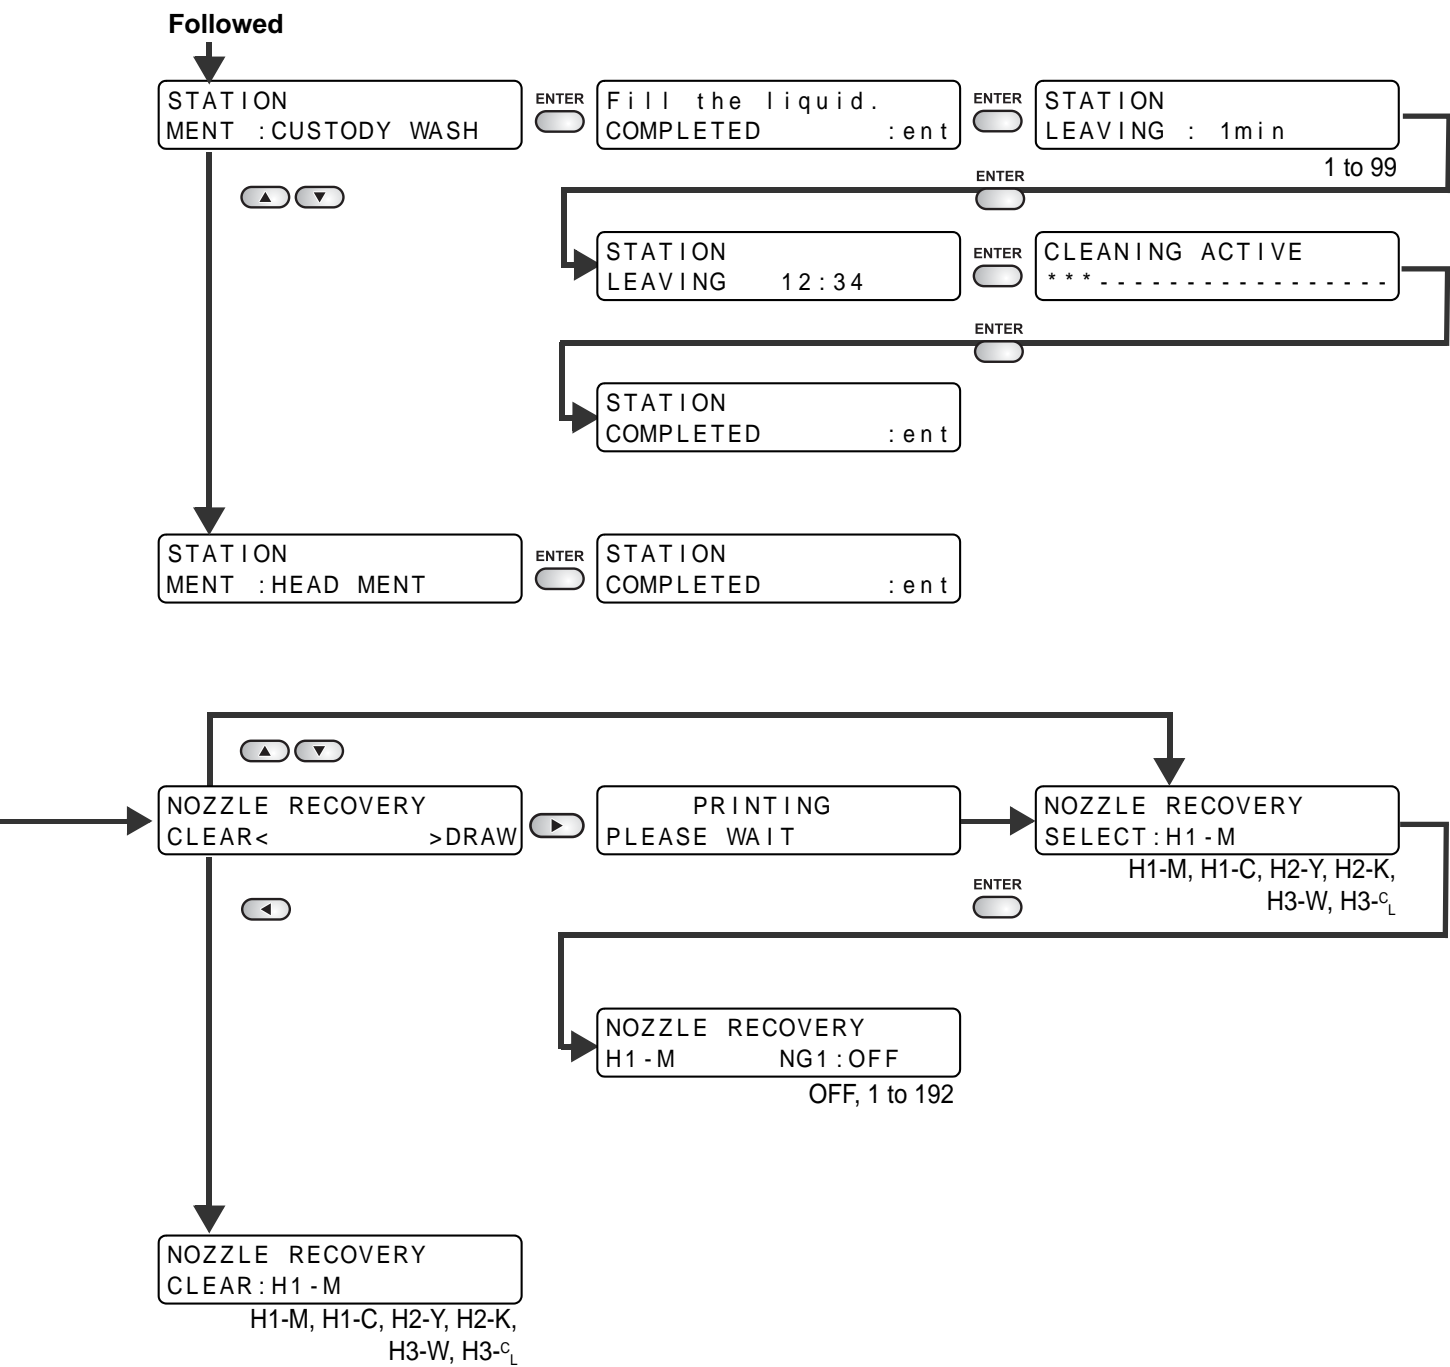 Followed
STATION
MENT :CUSTODY WASH
ENTER
Fill the liquid.
COMPLETED :ent
ENTER
STATION
LEAVING : 1min
1 to 99
ENTER
STATION
LEAVING 12:34
ENTER
CLEANING ACTIVE
***-----------------
ENTER
STATION
COMPLETED :ent
STATION
MENT :HEAD MENT
ENTER
STATION
COMPLETED :ent
NOZZLE RECOVERY
CLEAR< >DRAW
PRINTING
PLEASE WAIT
NOZZLE RECOVERY
SELECT:H1-M
H1-M, H1-C, H2-Y, H2-K,
H3-W, H3-CL
ENTER
NOZZLE RECOVERY
H1-M NG1:OFF
OFF, 1 to 192
NOZZLE RECOVERY
CLEAR:H1-M
H1-M, H1-C, H2-Y, H2-K,
H3-W, H3-CL